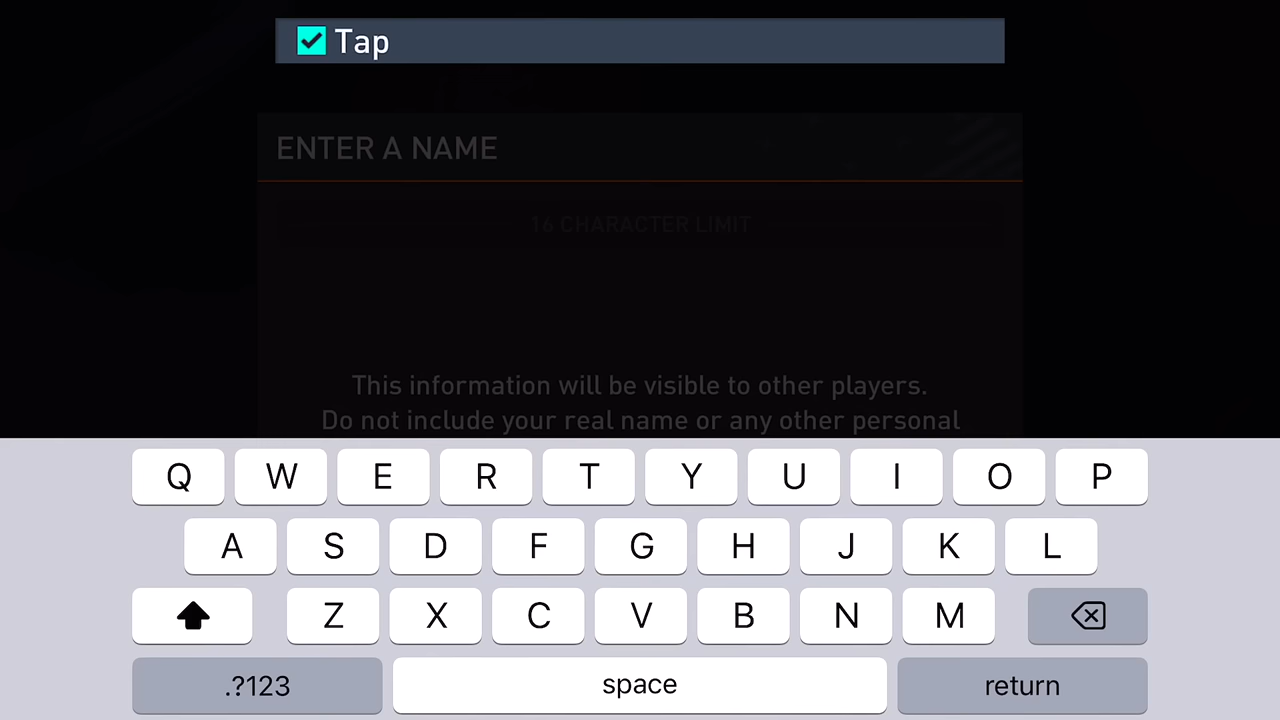 Tap
ENTER A NAME
16 CHARACTER LIMIT
This information will be visible to other players.
Do not include your real name or any other personal
Q W E R T Y U I O P
A S D F G H J K L
Z X C V B N M
.?123 space return